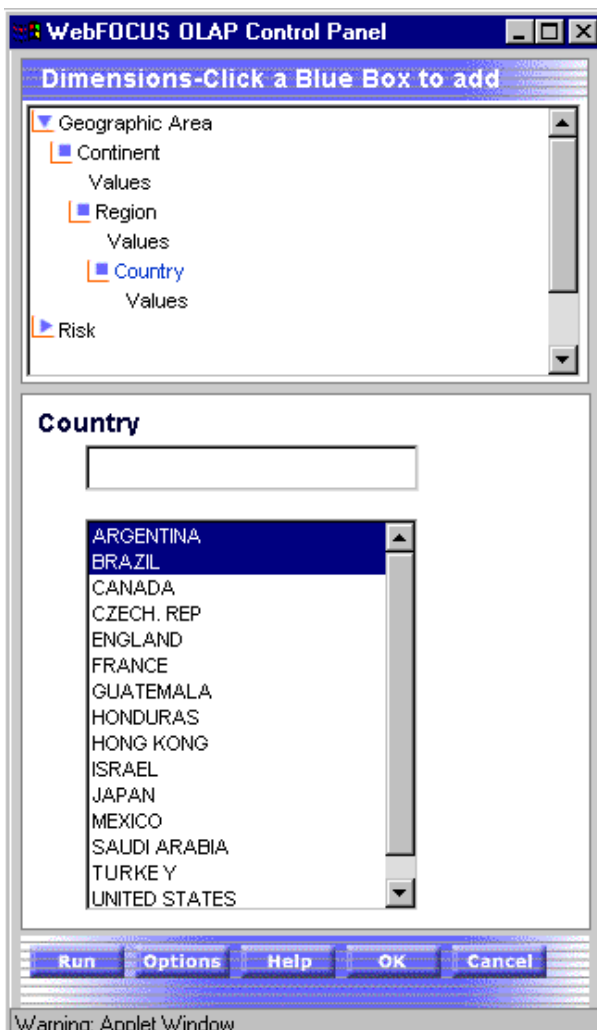 WebFOCUS OLAP Control Panel
Dimensions-Click a Blue Box to add
Geographic Area
Continent
Values
Region
Values
Country
Values
Risk
Country
ARGENTINA
BRAZIL
CANADA
CZECH. REP
ENGLAND
FRANCE
GUATEMALA
HONDURAS
HONG KONG
ISRAEL
JAPAN
MEXICO
SAUDI ARABIA
TURKEY
UNITED STATES
Run Options Help OK Cancel
Warning: Applet Window